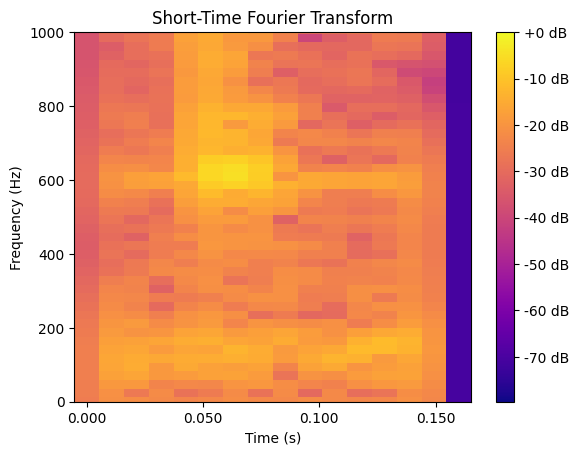 Short-Time Fourier Transform
1000
800
600
400
200
0
Frequency (Hz)
0.000
0.050
0.100
0.150
Time (s)
+0 dB
-10 dB
-20 dB
-30 dB
-40 dB
-50 dB
-60 dB
-70 dB